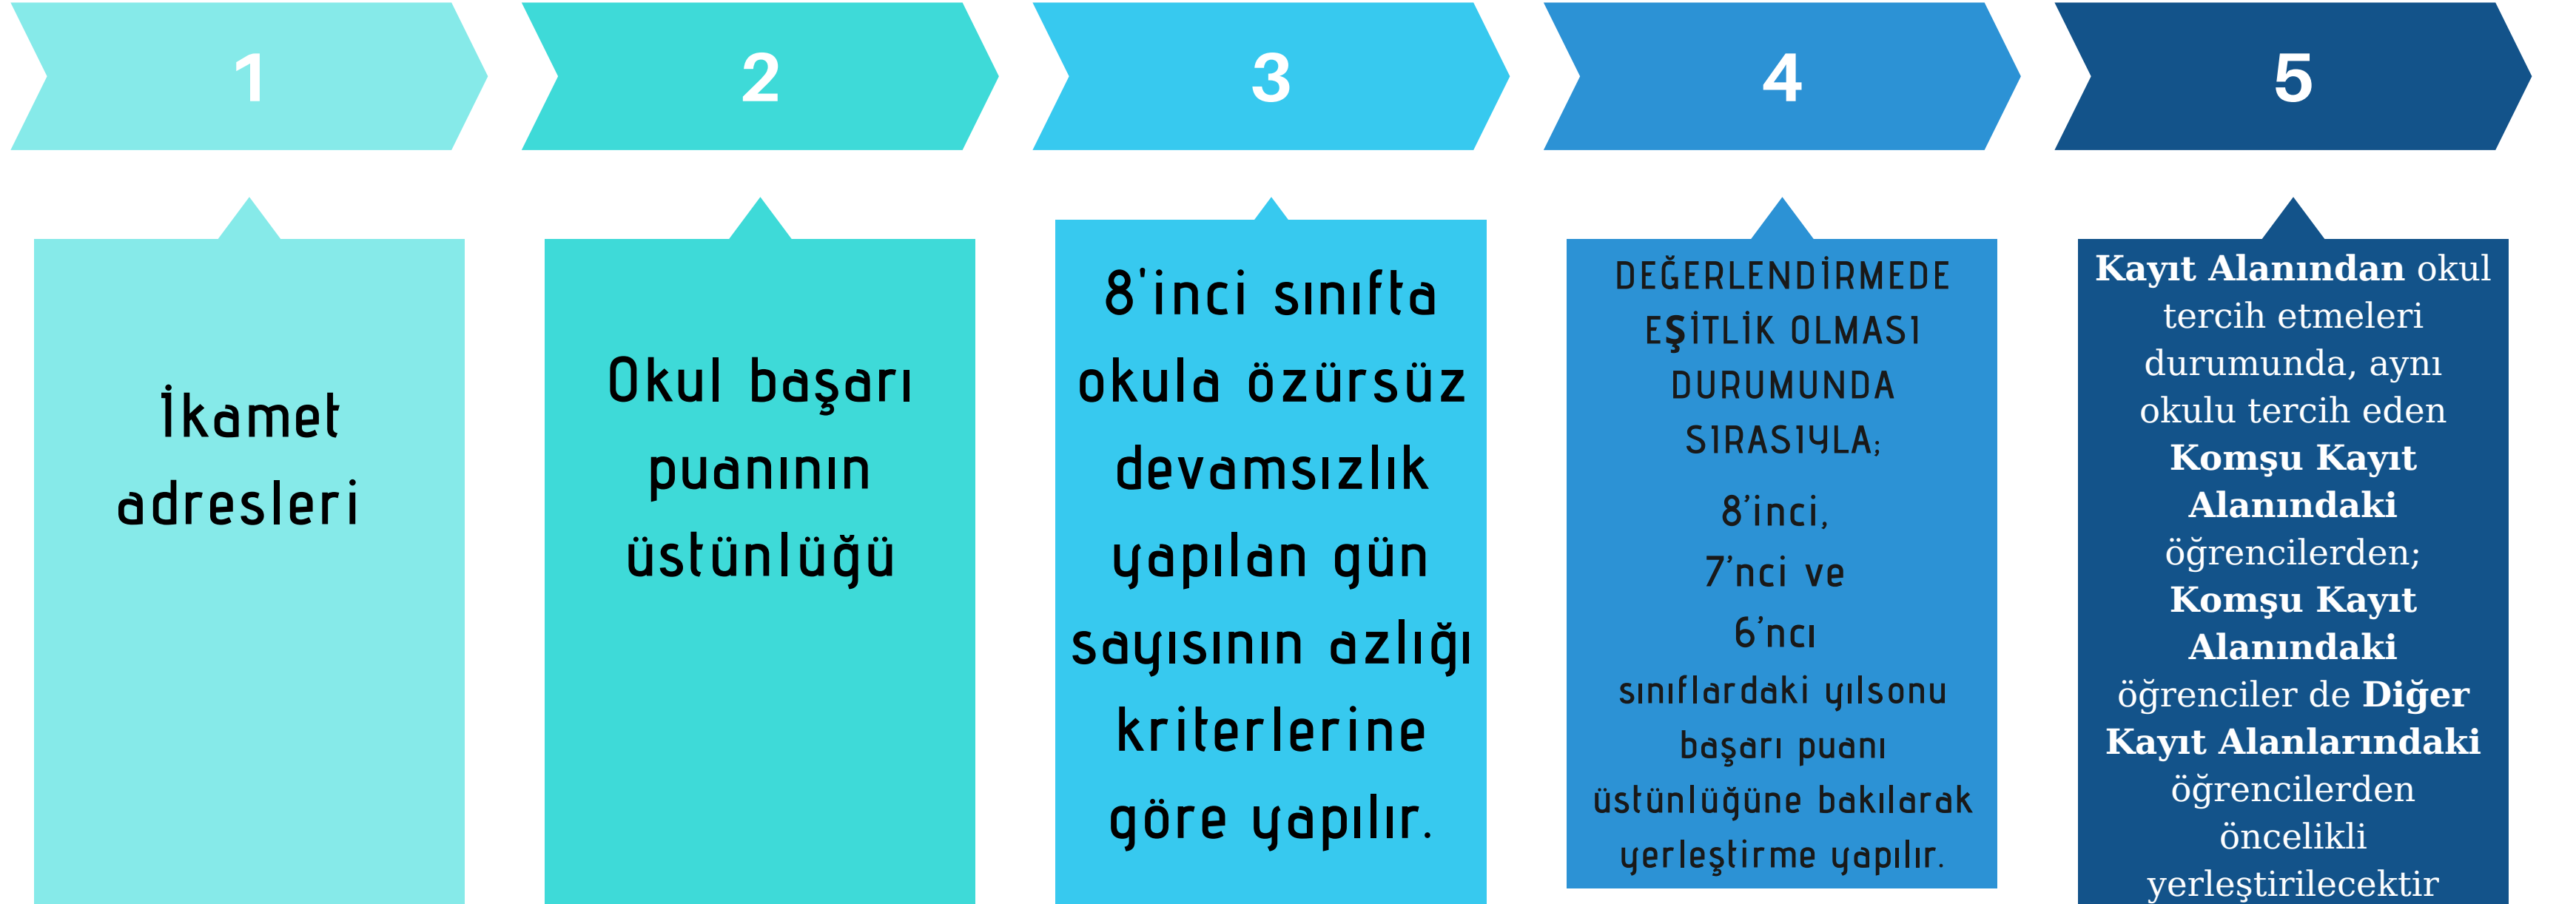 1
İkamet
adresleri
2
Okul başarı
puanının
üstünlüğü
3
8'inci sınıfta
okula özürsüz
devamsızlık
yapılan gün
sayısının azlığı
kriterlerine
göre yapılır.
4
DEĞERLENDİRMEDE
EŞİTLİK OLMASI
DURUMUNDA
SIRASIYLA;
8’inci,
7’nci ve
6’ncı
sınıflardaki yılsonu
başarı puanı
üstünlüğüne bakılarak
yerleştirme yapılır.
5
Kayıt Alanından okul
tercih etmeleri
durumunda, aynı
okulu tercih eden
Komşu Kayıt
Alanındaki
öğrencilerden;
Komşu Kayıt
Alanındaki
öğrenciler de Diğer
Kayıt Alanlarındaki
öğrencilerden
öncelikli
yerleştirilecektir